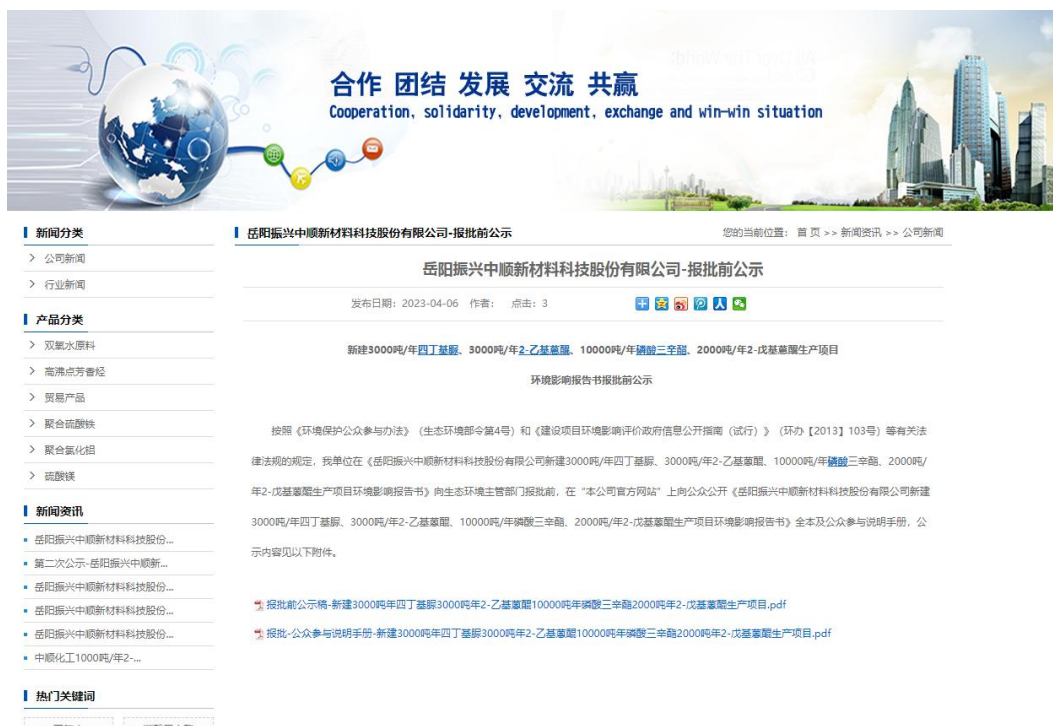 合作 团结 发展 交流 共赢
Cooperation, solidarity, development, exchange and win-win situation
新闻分类
公司新闻
行业新闻
产品分类
双氧水原料
高沸点芳香烃
贸易产品
聚合硫酸铁
聚合氯化铝
硫酸镁
新闻资讯
岳阳振兴中顺新材料科技股份...
第二次公示-岳阳振兴中顺新...
岳阳振兴中顺新材料科技股份...
岳阳振兴中顺新材料科技股份...
岳阳振兴中顺新材料科技股份...
中顺化工1000吨/年2-...
热门关键词
岳阳振兴中顺新材料科技股份有限公司-报批前公示
您的当前位置： 首 页 >> 新闻资讯 >> 公司新闻
岳阳振兴中顺新材料科技股份有限公司-报批前公示
发布日期：2023-04-06 作者： 点击：3
新建3000吨/年四丁基脲、3000吨/年2-乙基蒽醌、10000吨/年磷酸三辛酯、2000吨/年2-戊基蒽醌生产项目
环境影响报告书报批前公示
按照《环境保护公众参与办法》（生态环境部令第4号）和《建设项目环境影响评价政府信息公开指南（试行）》（环办【2013】103号）等有关法
律法规的规定，我单位在《岳阳振兴中顺新材料科技股份有限公司新建3000吨/年四丁基脲、3000吨/年2-乙基蒽醌、10000吨/年磷酸三辛酯、2000吨/
年2-戊基蒽醌生产项目环境影响报告书》向生态环境主管部门报批前，在“本公司官方网站”上向公众公开《岳阳振兴中顺新材料科技股份有限公司新建
3000吨/年四丁基脲、3000吨/年2-乙基蒽醌、10000吨/年磷酸三辛酯、2000吨/年2-戊基蒽醌生产项目环境影响报告书》全本及公众参与说明手册，公
示内容见以下附件。
报批前公示稿-新建3000吨年四丁基脲3000吨年2-乙基蒽醌10000吨年磷酸三辛酯2000吨年2-戊基蒽醌生产项目.pdf
报批-公众参与说明手册-新建3000吨年四丁基脲3000吨年2-乙基蒽醌10000吨年磷酸三辛酯2000吨年2-戊基蒽醌生产项目.pdf